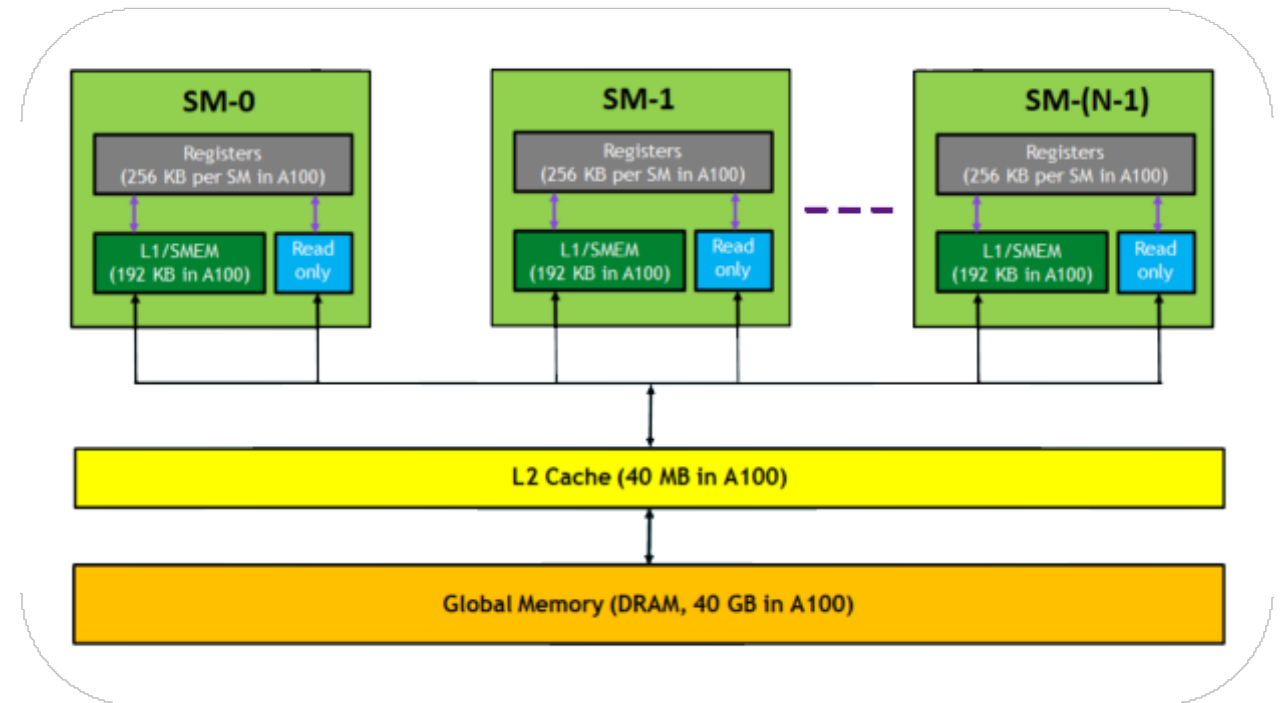 SM-0
Registers
(256 KB per SM in A100)
L1/SMEM
(192 KB in A100)
Read
only
SM-1
Registers
(256 KB per SM in A100)
L1/SMEM
(192 KB in A100)
Read
only
SM-(N-1)
Registers
(256 KB per SM in A100)
L1/SMEM
(192 KB in A100)
Read
only
L2 Cache (40 MB in A100)
Global Memory (DRAM, 40 GB in A100)